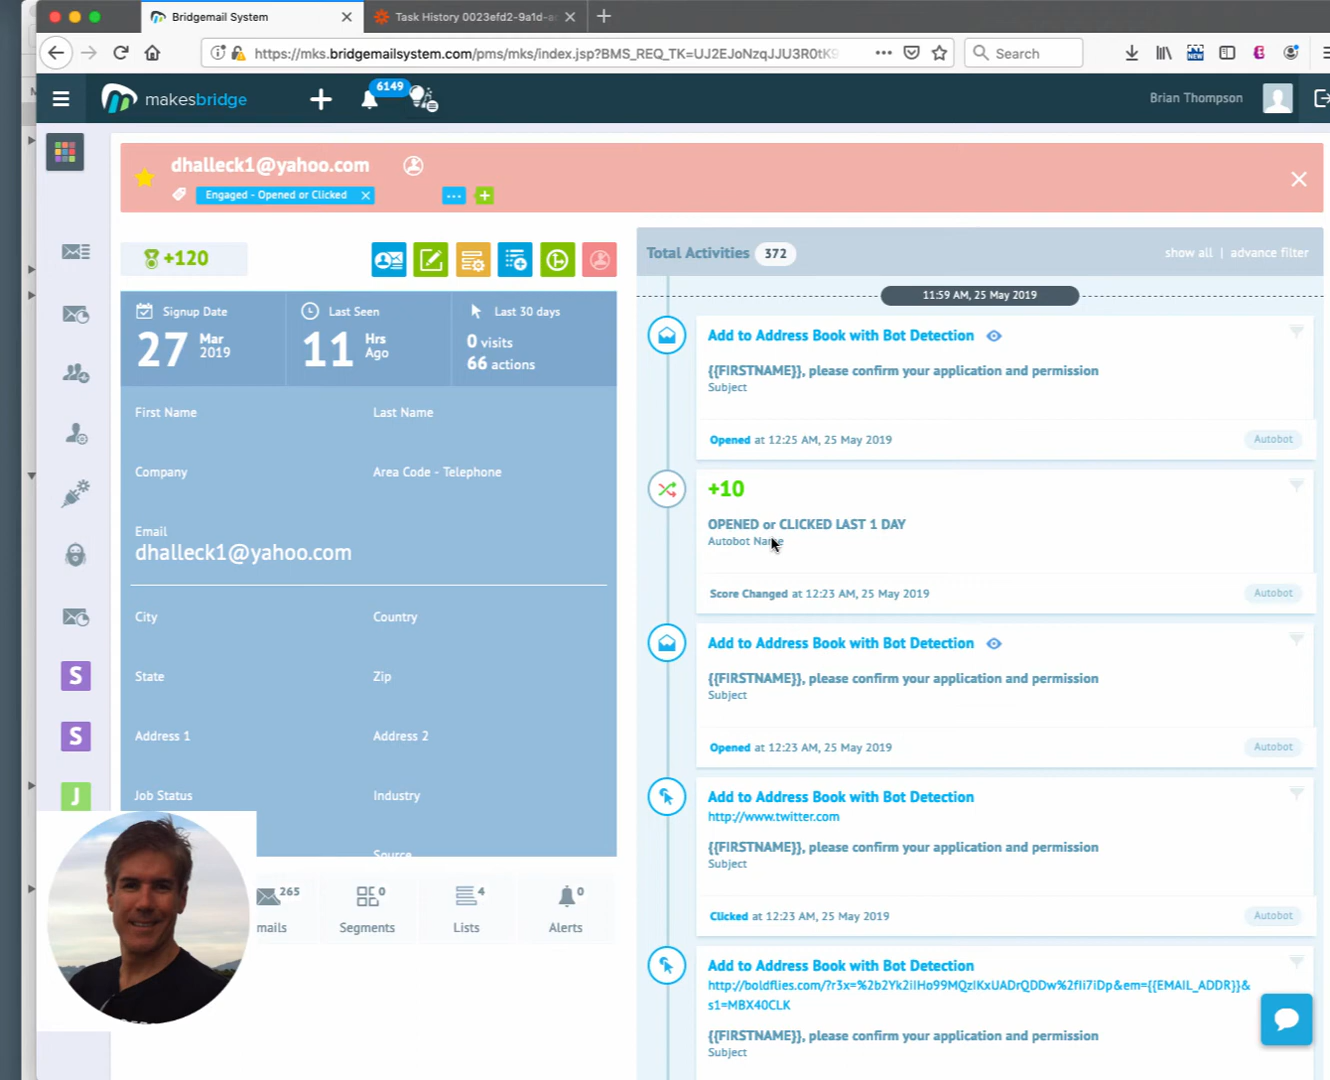 Bridgemail System
Task History 0023efd2-9a1d-a
https://mks.bridgemailsystem.com/pms/mks/index.jsp?BMS_REQ_TK=UJ2EJoNzqJJU3R0tK9
Search
NEW
makesbridge
6149
Brian Thompson
dhalleck1@yahoo.com
Engaged - Opened or Clicked
+120
Total Activities 372
show all | advance filter
11:59 AM, 25 May 2019
Signup Date
27 Mar 2019
Last Seen
11 Hrs Ago
Last 30 days
0 visits
66 actions
First Name
Last Name
Company
Area Code - Telephone
Email
dhalleck1@yahoo.com
City
Country
State
Zip
Address 1
Address 2
Job Status
Industry
Source
S
S
J
265
mails
0
Segments
4
Lists
0
Alerts
Add to Address Book with Bot Detection
{{FIRSTNAME}}, please confirm your application and permission
Subject
Opened at 12:25 AM, 25 May 2019
Autobot
+10
OPENED or CLICKED LAST 1 DAY
Autobot Name
Score Changed at 12:23 AM, 25 May 2019
Autobot
Add to Address Book with Bot Detection
{{FIRSTNAME}}, please confirm your application and permission
Subject
Opened at 12:23 AM, 25 May 2019
Autobot
Add to Address Book with Bot Detection
http://www.twitter.com
{{FIRSTNAME}}, please confirm your application and permission
Subject
Clicked at 12:23 AM, 25 May 2019
Autobot
Add to Address Book with Bot Detection
http://boldflies.com/?r3x=%2b2Yk2iIHo99MQzIKxUADrQDDw%2fIi7iDp&em={{EMAIL_ADDR}}&
s1=MBX40CLK
{{FIRSTNAME}}, please confirm your application and permission
Subject